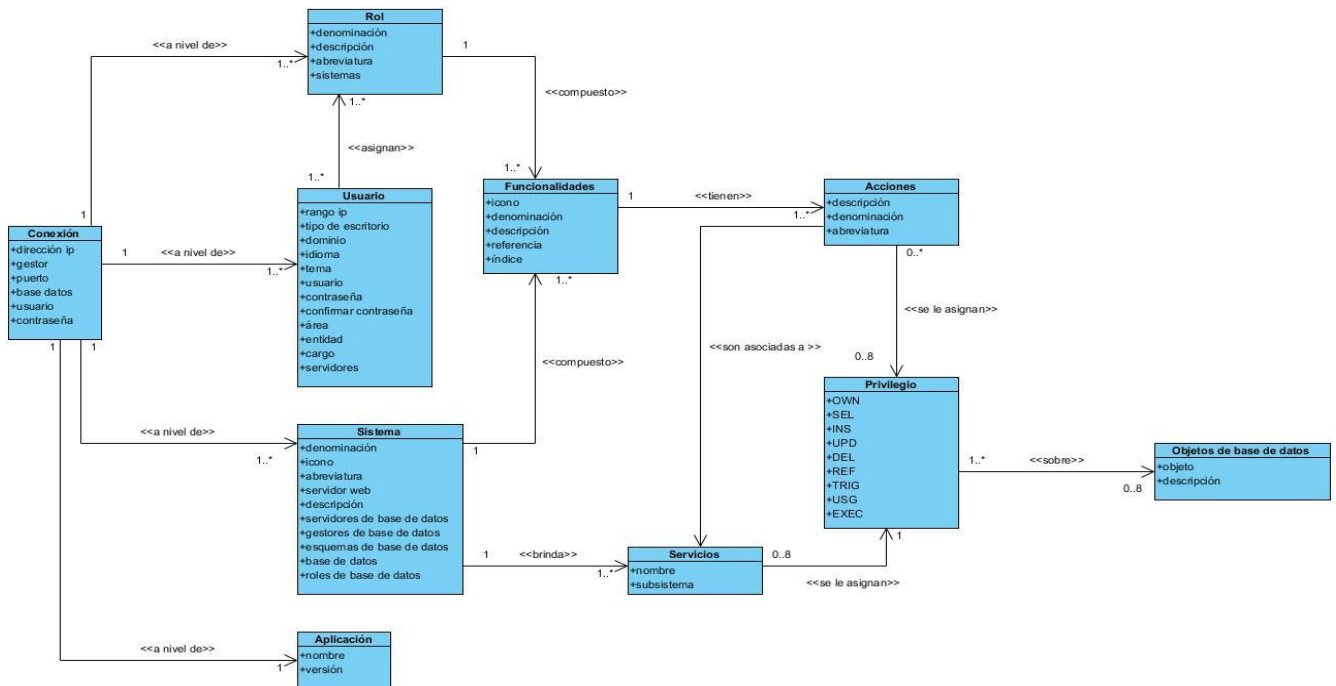 Rol
+denominación
+descripción
+abreviatura
+sistemas
<<a nivel de>>
1..*
1
1
<<compuesto>>
1..*
1..*
<<asignan>>
1..*
Usuario
+rango ip
+tipo de escritorio
+dominio
+idioma
+tema
+usuario
+contraseña
+confirmar contraseña
+área
+entidad
+cargo
+servidores
Funcionalidades
+icono
+denominación
+descripción
+referencia
+índice
1
<<tienen>>
1..*
Acciones
+descripción
+denominación
+abreviatura
Conexión
+dirección ip
+gestor
+puerto
+base datos
+usuario
+contraseña
1
<<a nivel de>>
1..*
1..*
0..*
<<se le asignan>>
0..8
<<son asociadas a >>
<<compuesto>>
1
1
1
<<a nivel de>>
1..*
Sistema
+denominación
+icono
+abreviatura
+servidor web
+descripción
+servidores de base de datos
+gestores de base de datos
+esquemas de base de datos
+base de datos
+roles de base de datos
Privilegio
+OWN
+SEL
+INS
+UPD
+DEL
+REF
+TRIG
+USG
+EXEC
1..*
<<sobre>>
0..8
Objetos de base de datos
+objeto
+descripción
1
<<brinda>>
1..*
Servicios
+nombre
+subsistema
0..8
<<se le asignan>>
1
<<a nivel de>>
1
Aplicación
+nombre
+versión